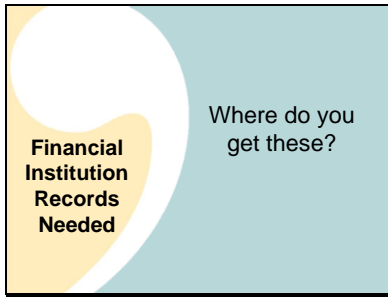 Financial
Institution
Records
Needed
Where do you
get these?